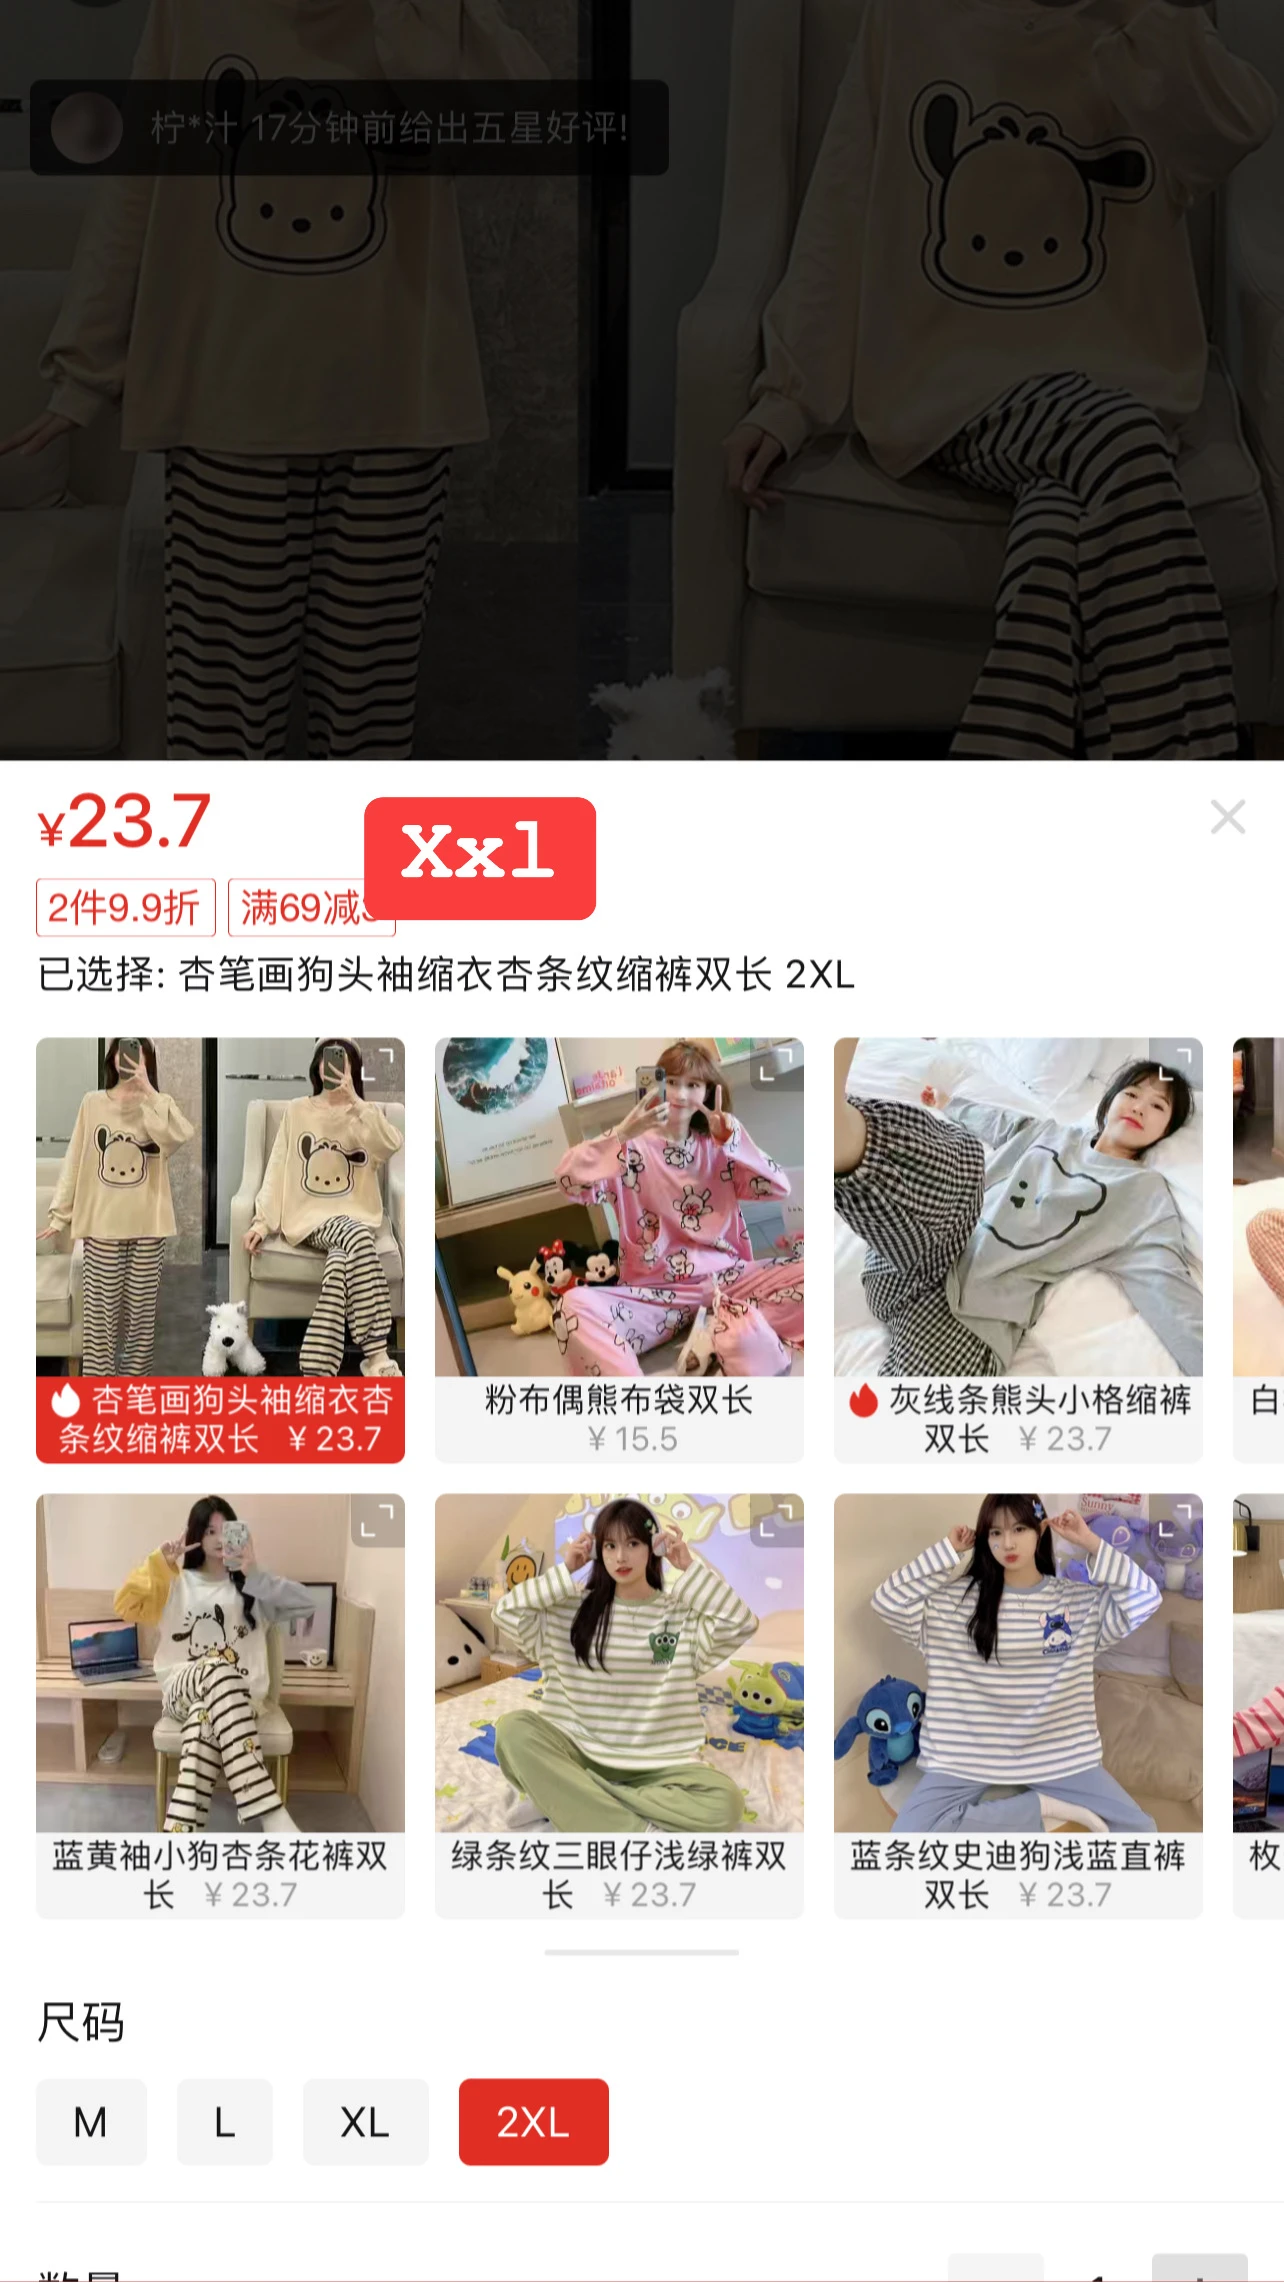 柠*汁 17分钟前给出五星好评!
¥23.7
Xxl
2件9.9折 满69减
已选择: 杏笔画狗头袖缩衣杏条纹缩裤双长 2XL
杏笔画狗头袖缩衣杏
条纹缩裤双长 ¥23.7
粉布偶熊布袋双长
¥15.5
灰线条熊头小格缩裤
双长 ¥23.7
白
蓝黄袖小狗杏条花裤双
长 ¥23.7
绿条纹三眼仔浅绿裤双
长 ¥23.7
蓝条纹史迪狗浅蓝直裤
双长 ¥23.7
枚
尺码
M L XL 2XL
数量
1